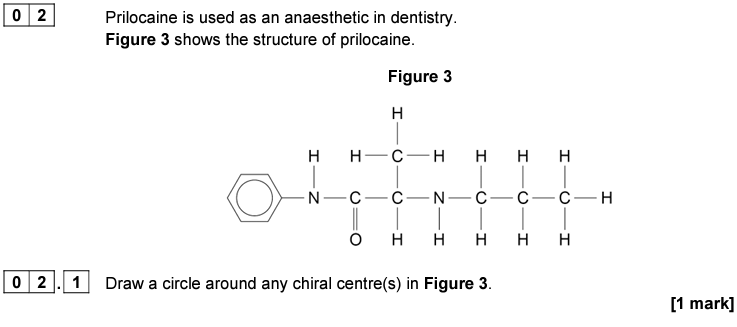 0 2 Prilocaine is used as an anaesthetic in dentistry.
Figure 3 shows the structure of prilocaine.
Figure 3
H
H H C H H H H
N C C N C C C H
O H H H H H
0 2 . 1 Draw a circle around any chiral centre(s) in Figure 3.
[1 mark]